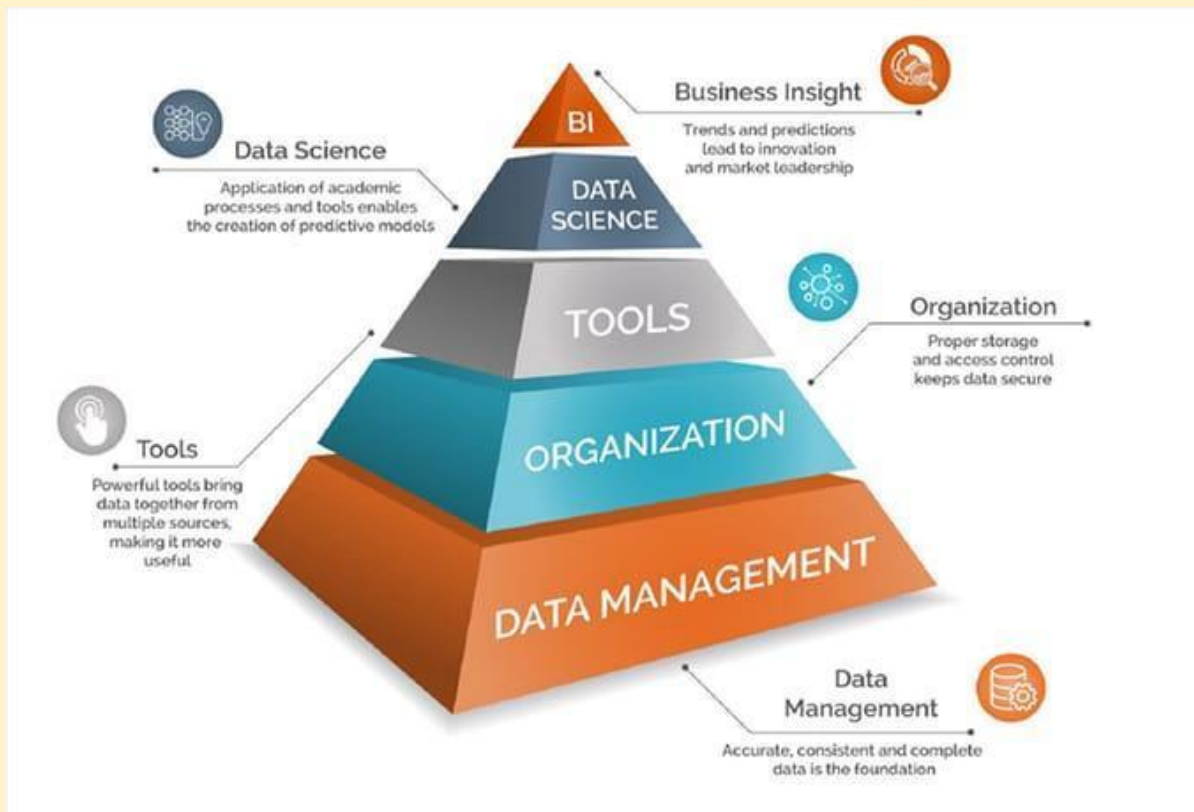 BI
Business Insight
Trends and predictions
lead to innovation
and market leadership
Data Science
Application of academic
processes and tools enables
the creation of predictive models
DATA
SCIENCE
TOOLS
Organization
Proper storage
and access control
keeps data secure
Tools
Powerful tools bring
data together from
multiple sources,
making it more
useful
ORGANIZATION
DATA MANAGEMENT
Data
Management
Accurate, consistent and complete
data is the foundation